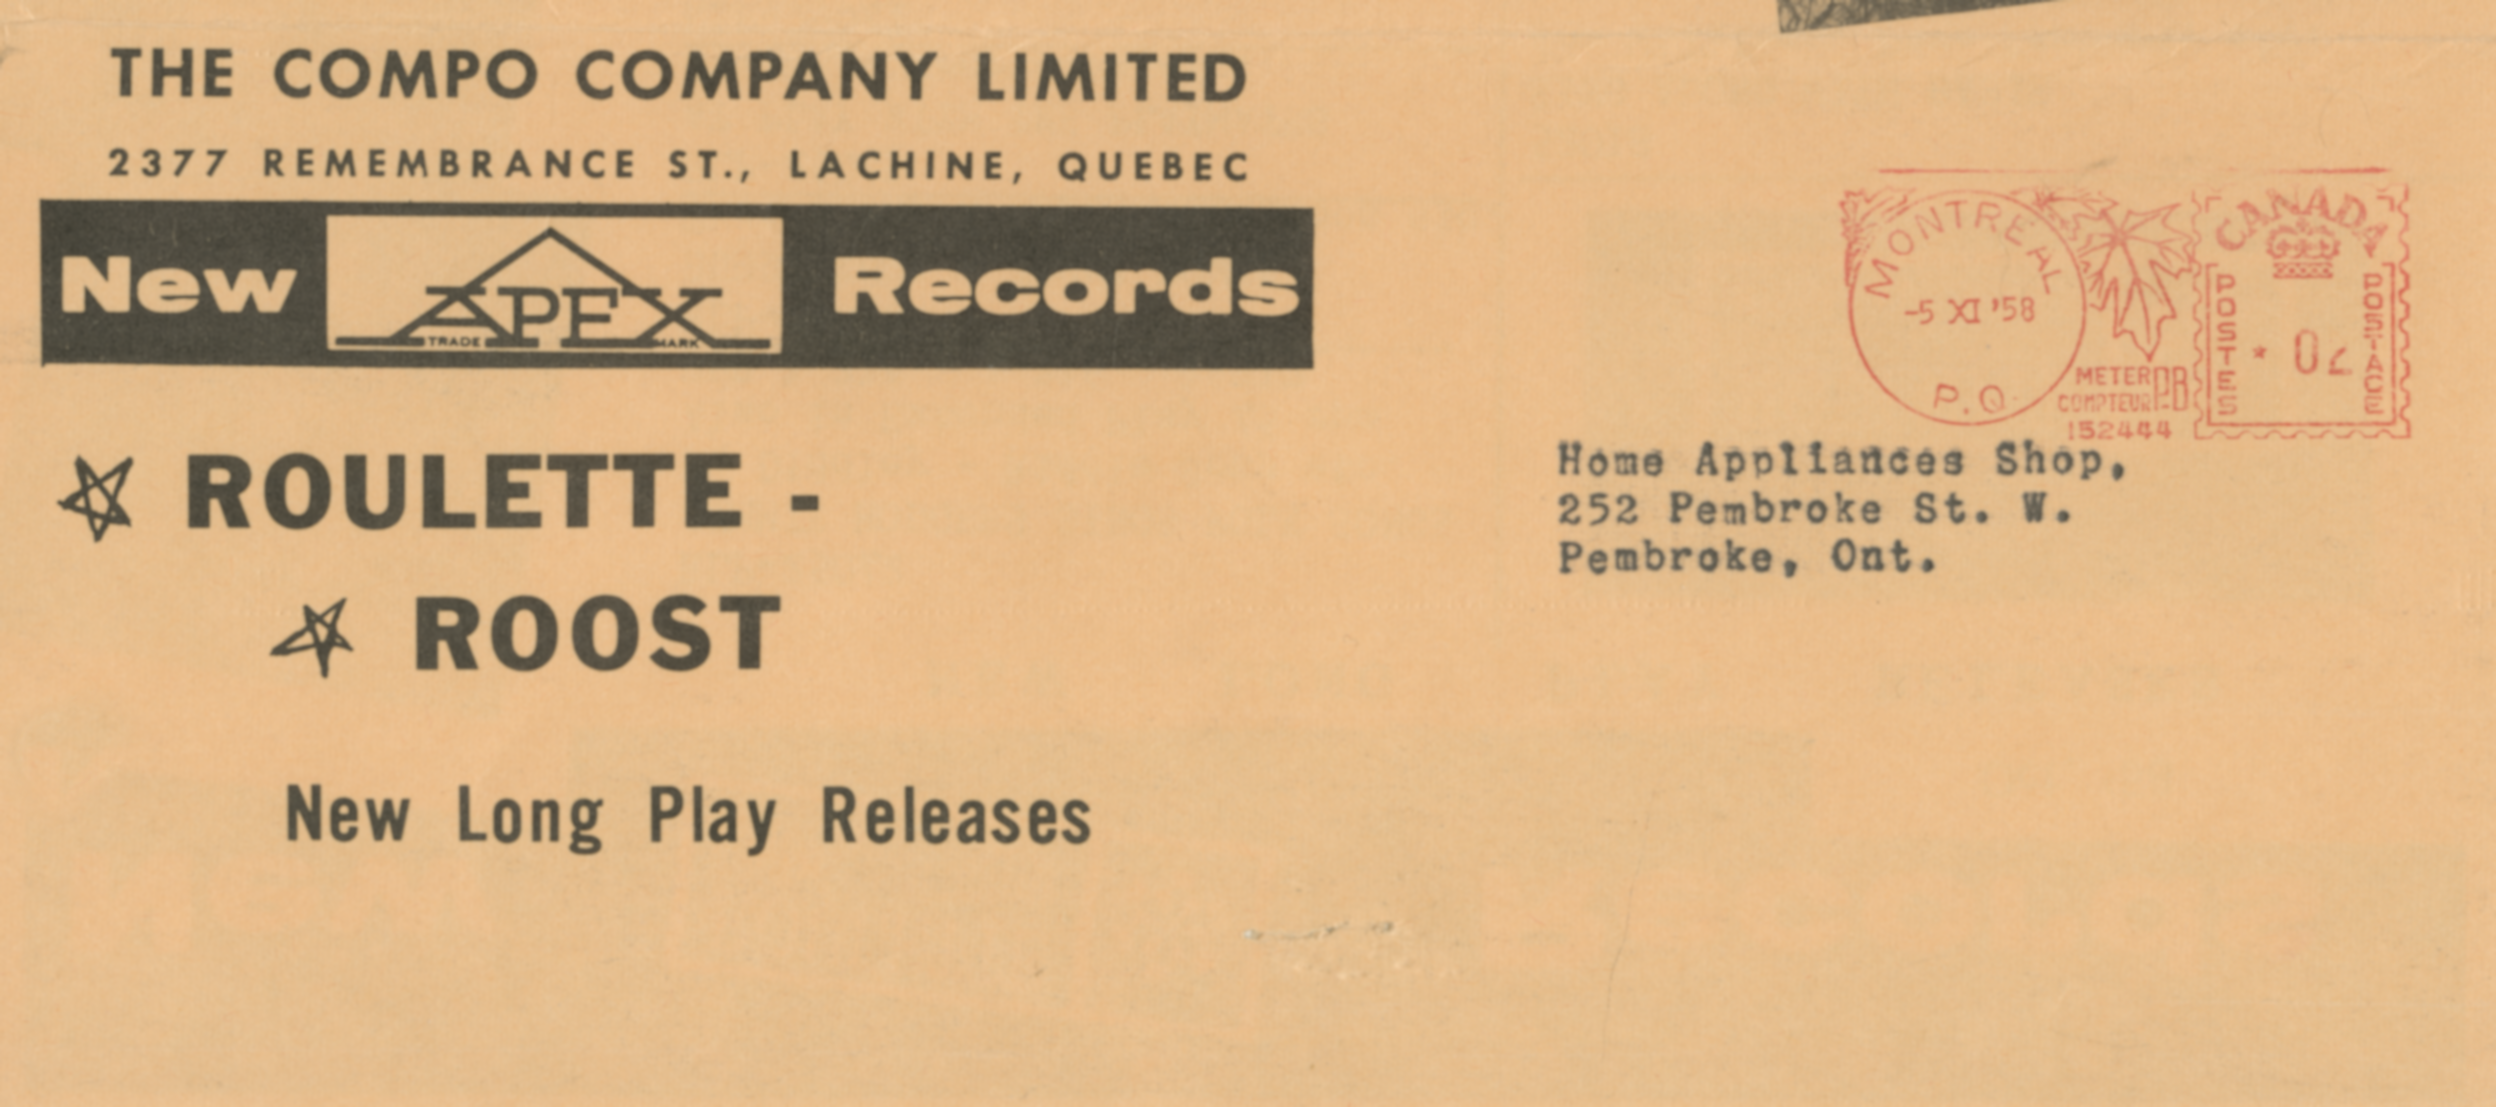 THE COMPO COMPANY LIMITED
2377 REMEMBRANCE ST., LACHINE, QUEBEC
New APEX Records
TRADE MARK
ROULETTE -
ROOST
New Long Play Releases
MONTREAL
-5 XI '58
P.Q.
METER PB
COMPTEUR
152444
CANADA
POSTES
POSTAGE
* 02
Home Appliances Shop,
252 Pembroke St. W.
Pembroke, Ont.